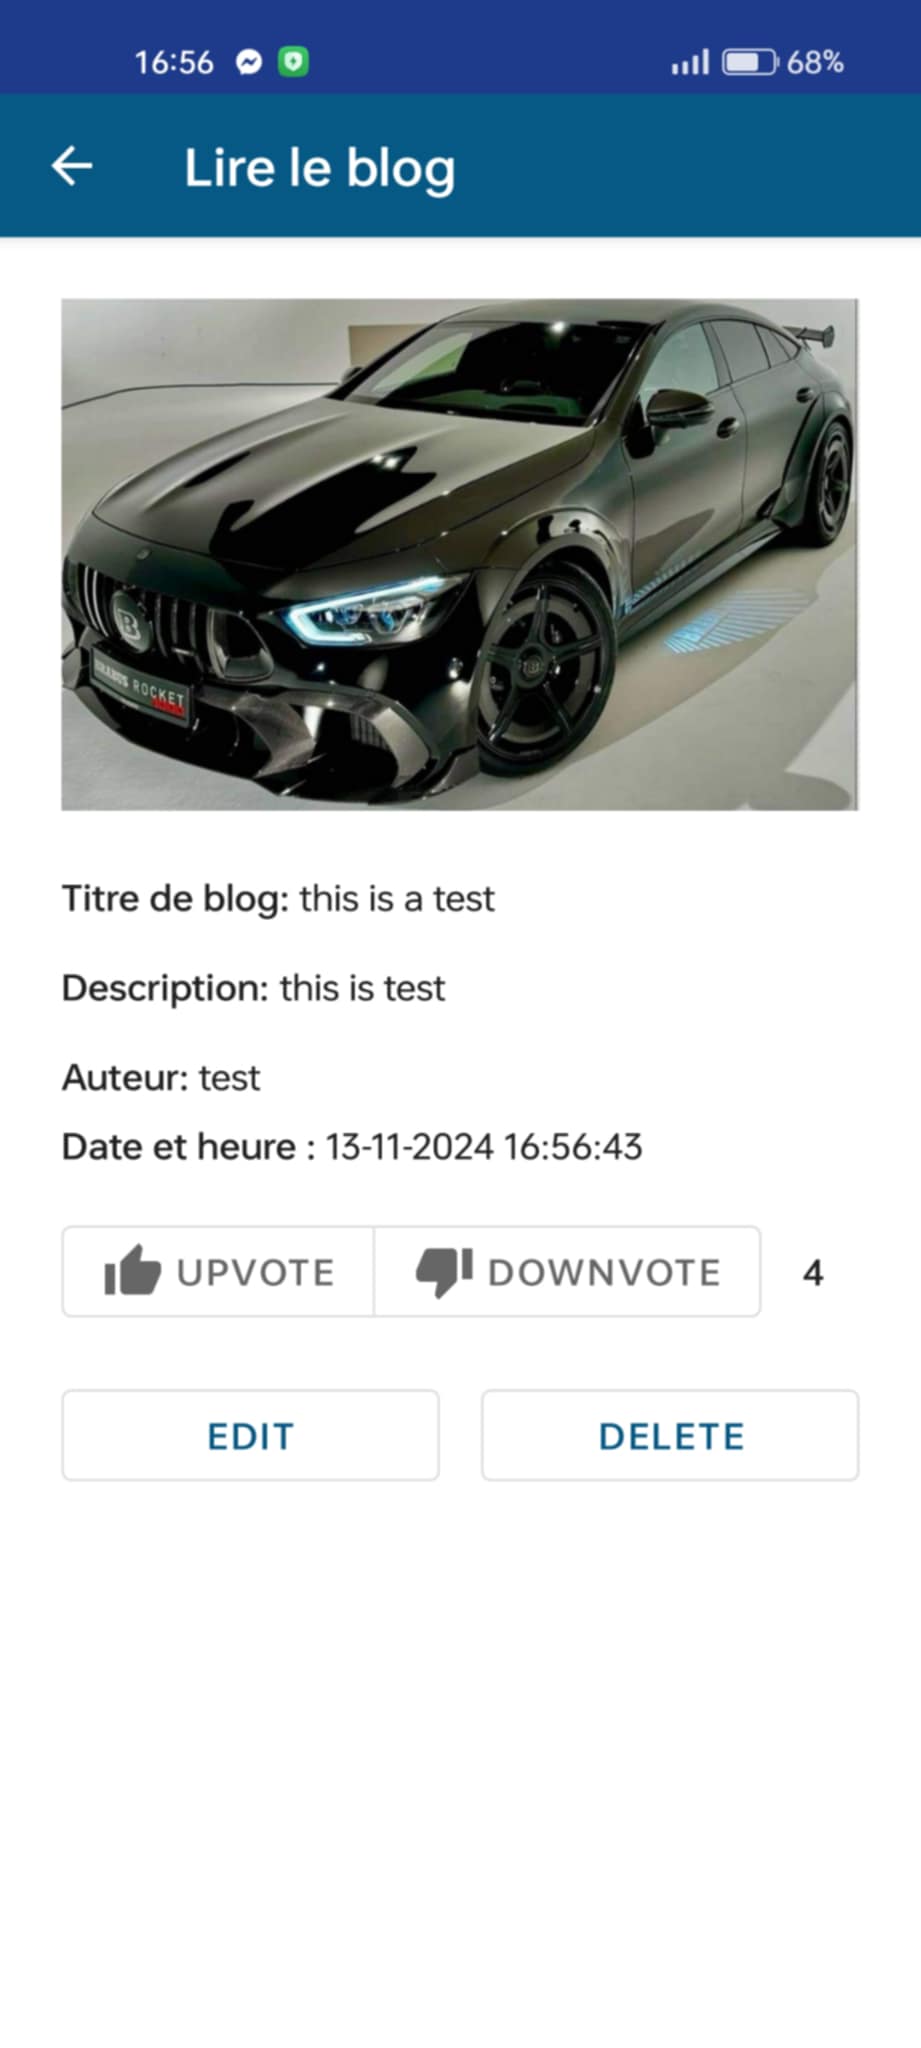 16:56
68%
Lire le blog
B
BRABUS ROCKET
Titre de blog: this is a test
Description: this is test
Auteur: test
Date et heure : 13-11-2024 16:56:43
UPVOTE DOWNVOTE 4
EDIT DELETE